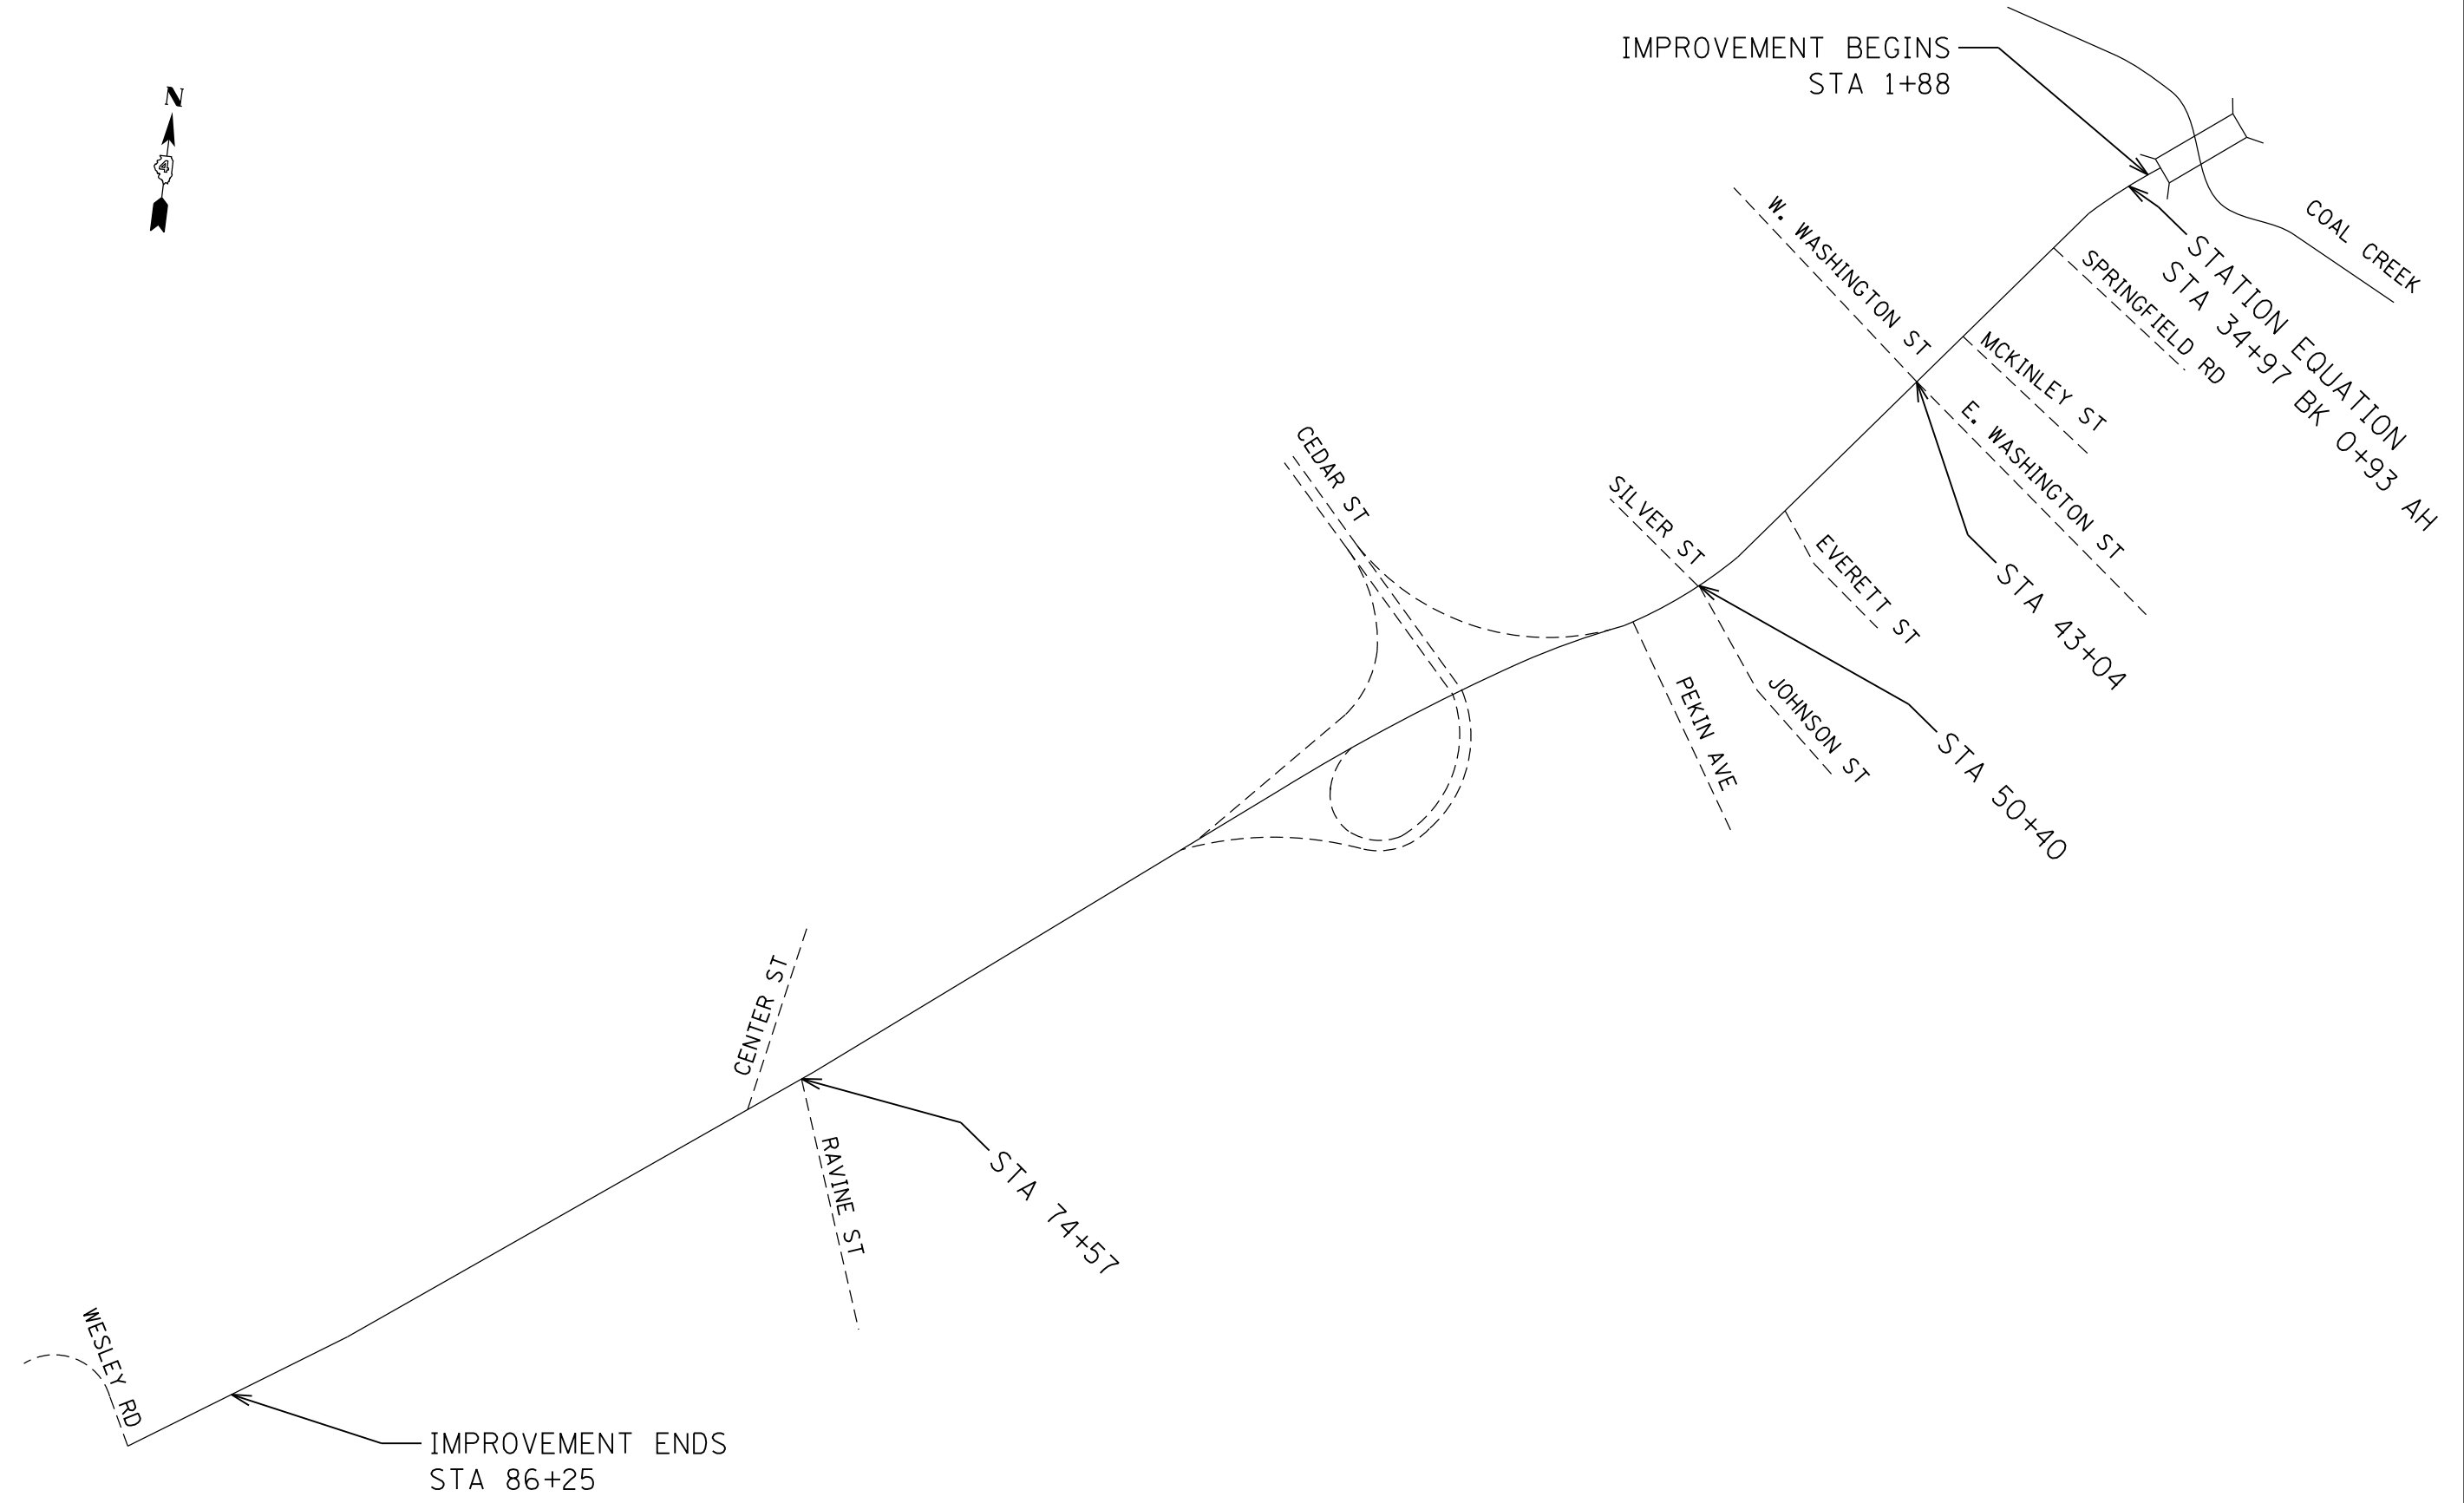 IMPROVEMENT BEGINS
STA 1+88
N
4
COAL CREEK
STATION EQUATION
STA 34+97 BK 0+93 AH
SPRINGFIELD RD
W. WASHINGTON ST
MCKINLEY ST
E. WASHINGTON ST
STA 43+04
CEDAR ST
SILVER ST
EVERETT ST
PEKIN AVE
JOHNSON ST
STA 50+40
CENTER ST
RAVINE ST
STA 74+57
WESLEY RD
IMPROVEMENT ENDS
STA 86+25